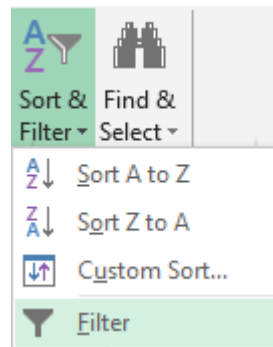 Sort & Find &
Filter Select
Sort A to Z
Sort Z to A
Custom Sort...
Filter